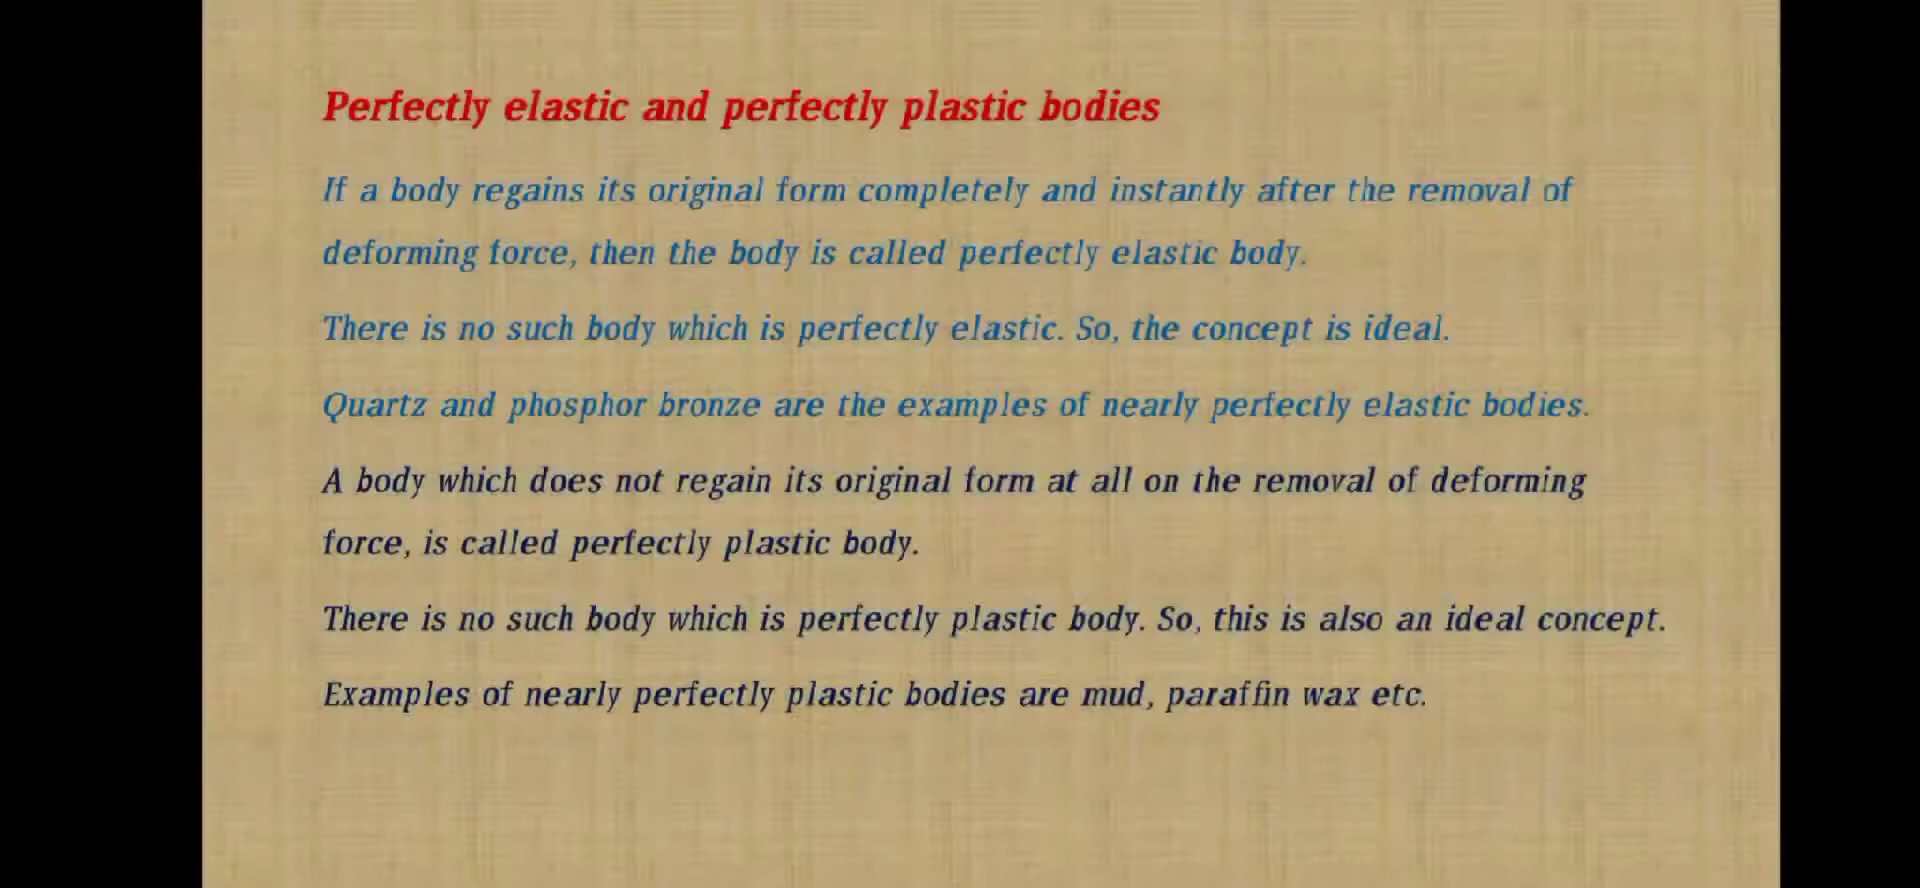 Perfectly elastic and perfectly plastic bodies
If a body regains its original form completely and instantly after the removal of
deforming force, then the body is called perfectly elastic body.
There is no such body which is perfectly elastic. So, the concept is ideal.
Quartz and phosphor bronze are the examples of nearly perfectly elastic bodies.
A body which does not regain its original form at all on the removal of deforming
force, is called perfectly plastic body.
There is no such body which is perfectly plastic body. So, this is also an ideal concept.
Examples of nearly perfectly plastic bodies are mud, paraffin wax etc.